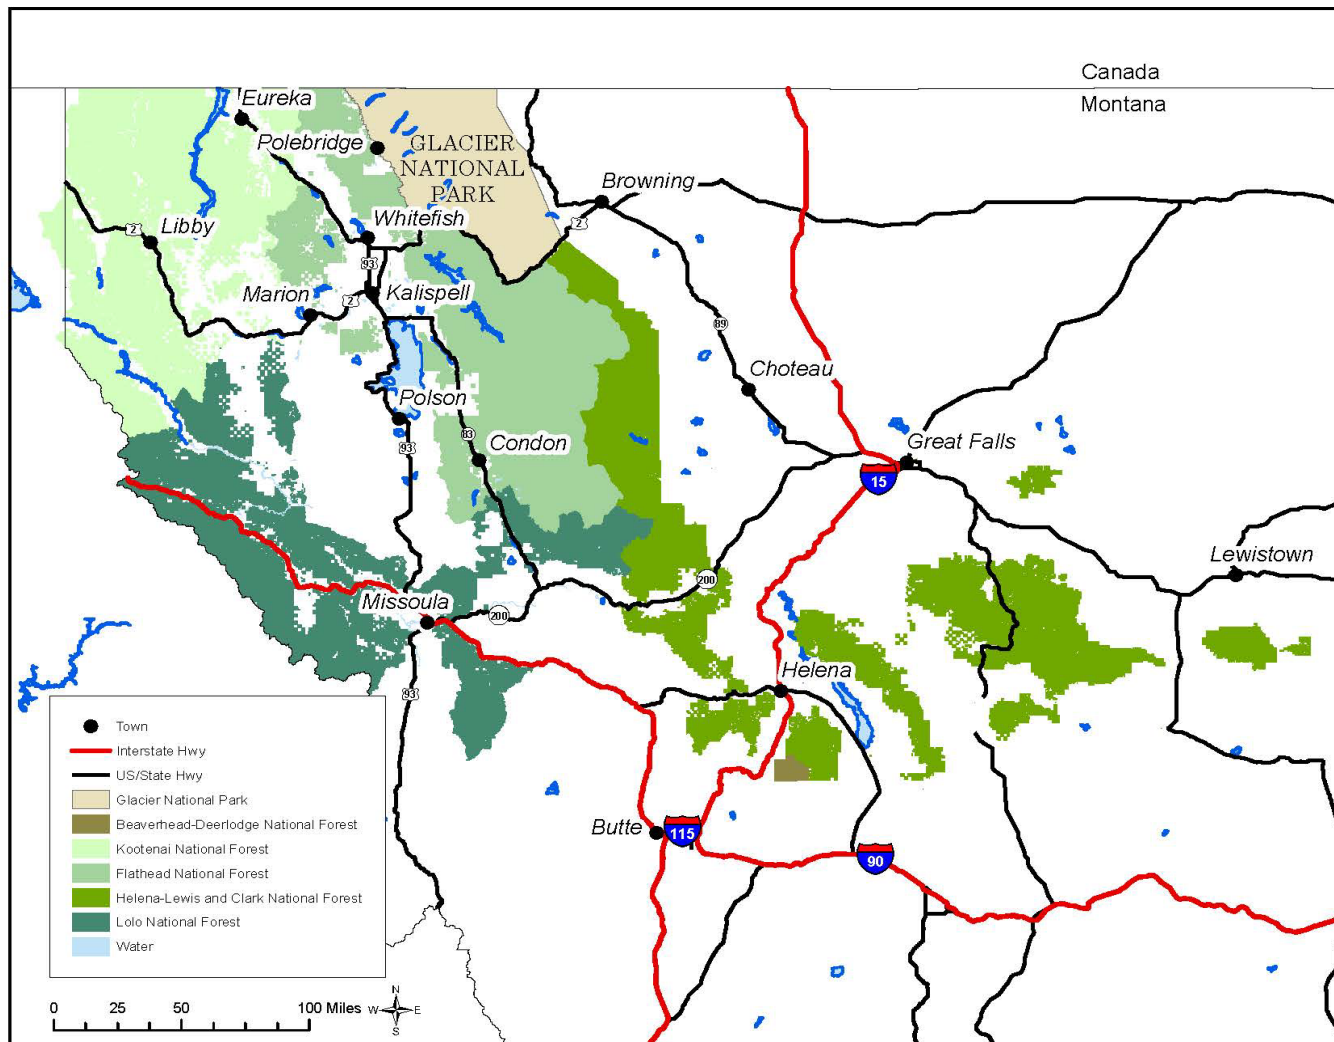 Canada
Montana
Eureka
Polebridge
GLACIER
NATIONAL
PARK
Browning
2
Whitefish
2
Libby
93
Marion
2
Kalispell
89
Choteau
Polson
93
83
Condon
Great Falls
15
Lewistown
200
Missoula
200
Helena
93
Butte
115
90
Town
Interstate Hwy
US/State Hwy
Glacier National Park
Beaverhead-Deerlodge National Forest
Kootenai National Forest
Flathead National Forest
Helena-Lewis and Clark National Forest
Lolo National Forest
Water
0 25 50 100 Miles
N
W E
S